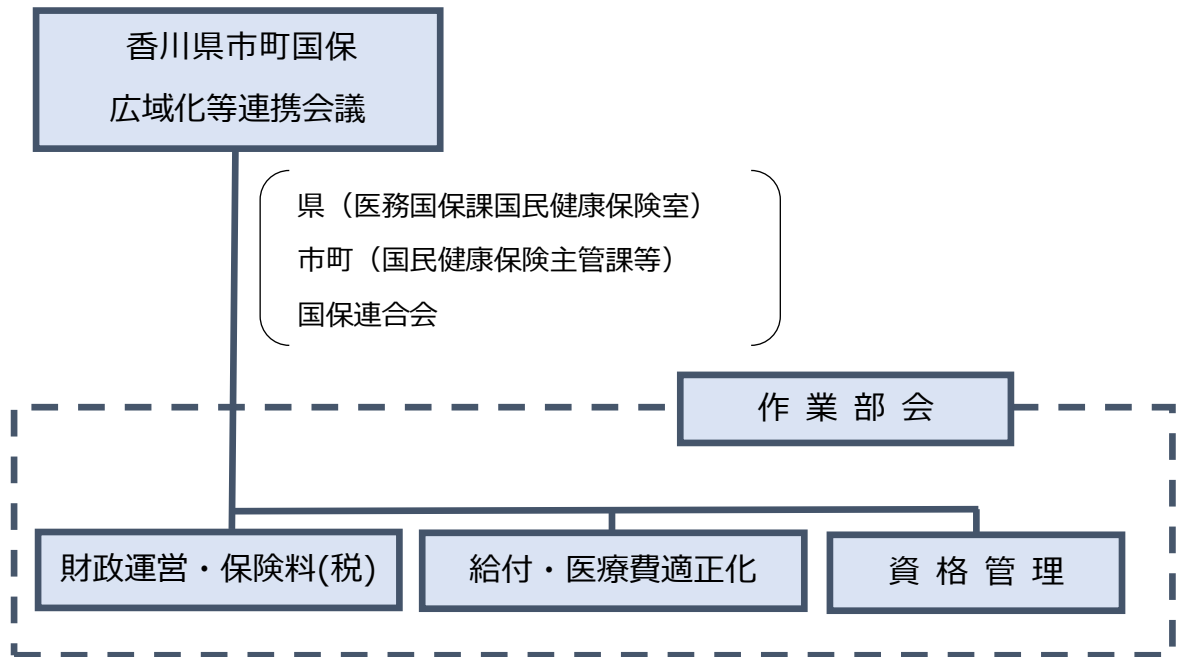 香川県市町国保
広域化等連携会議
県（医務国保課国民健康保険室）
市町（国民健康保険主管課等）
国保連合会
作業部会
財政運営・保険料(税)
給付・医療費適正化
資格管理